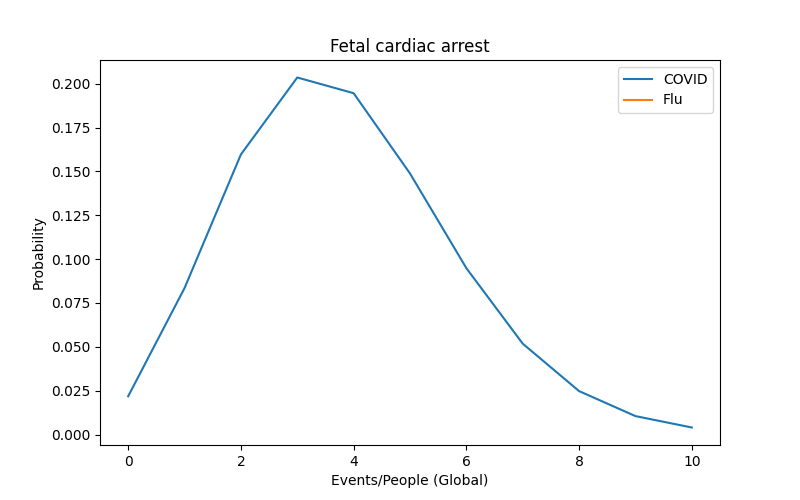 Fetal cardiac arrest
COVID
Flu
Probability
0.200
0.175
0.150
0.125
0.100
0.075
0.050
0.025
0.000
0 2 4 6 8 10
Events/People (Global)